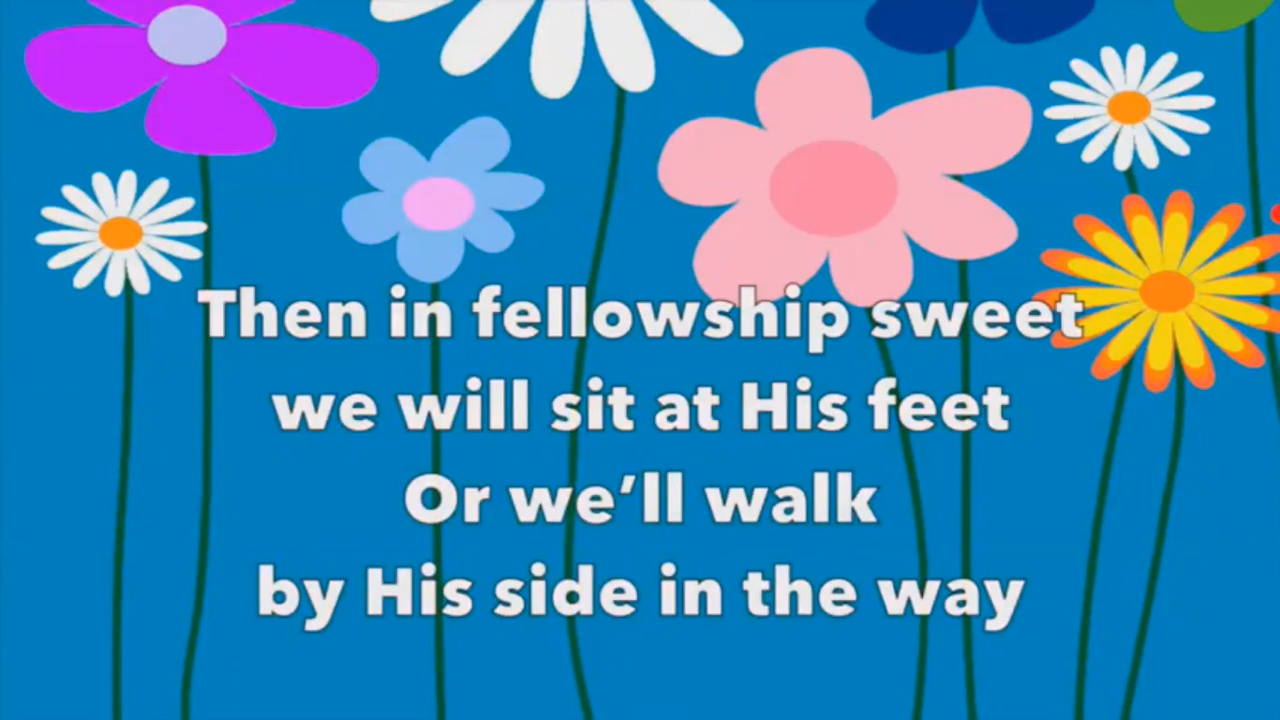 Then in fellowship sweet
we will sit at His feet
Or we’ll walk
by His side in the way